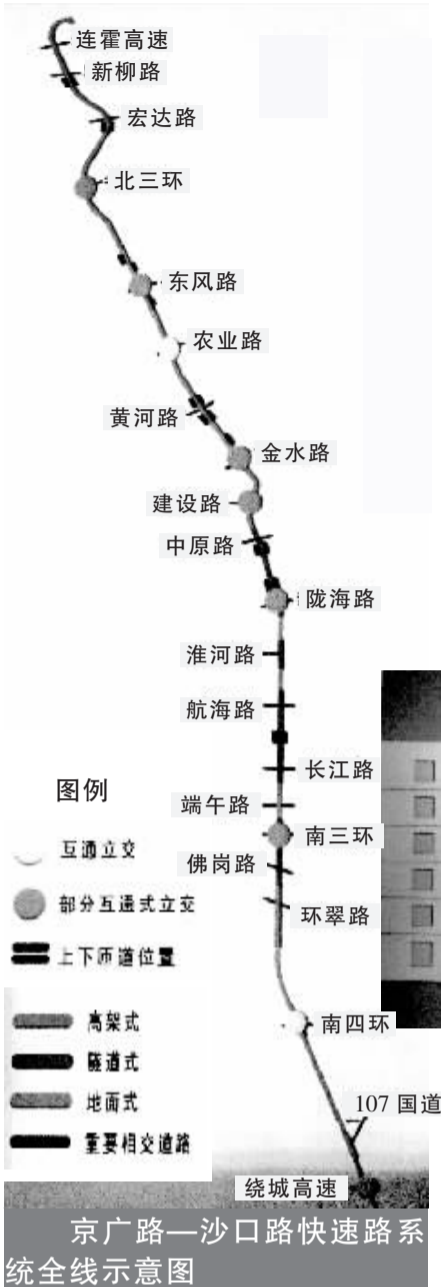 连霍高速
新柳路
宏达路
北三环
东风路
农业路
黄河路
金水路
建设路
中原路
陇海路
淮河路
航海路
长江路
端午路
南三环
佛岗路
环翠路
南四环
107 国道
绕城高速
图例
互通立交
部分互通式立交
上下匝道位置
高架式
隧道式
地面式
重要相交道路
京广路—沙口路快速路系
统全线示意图